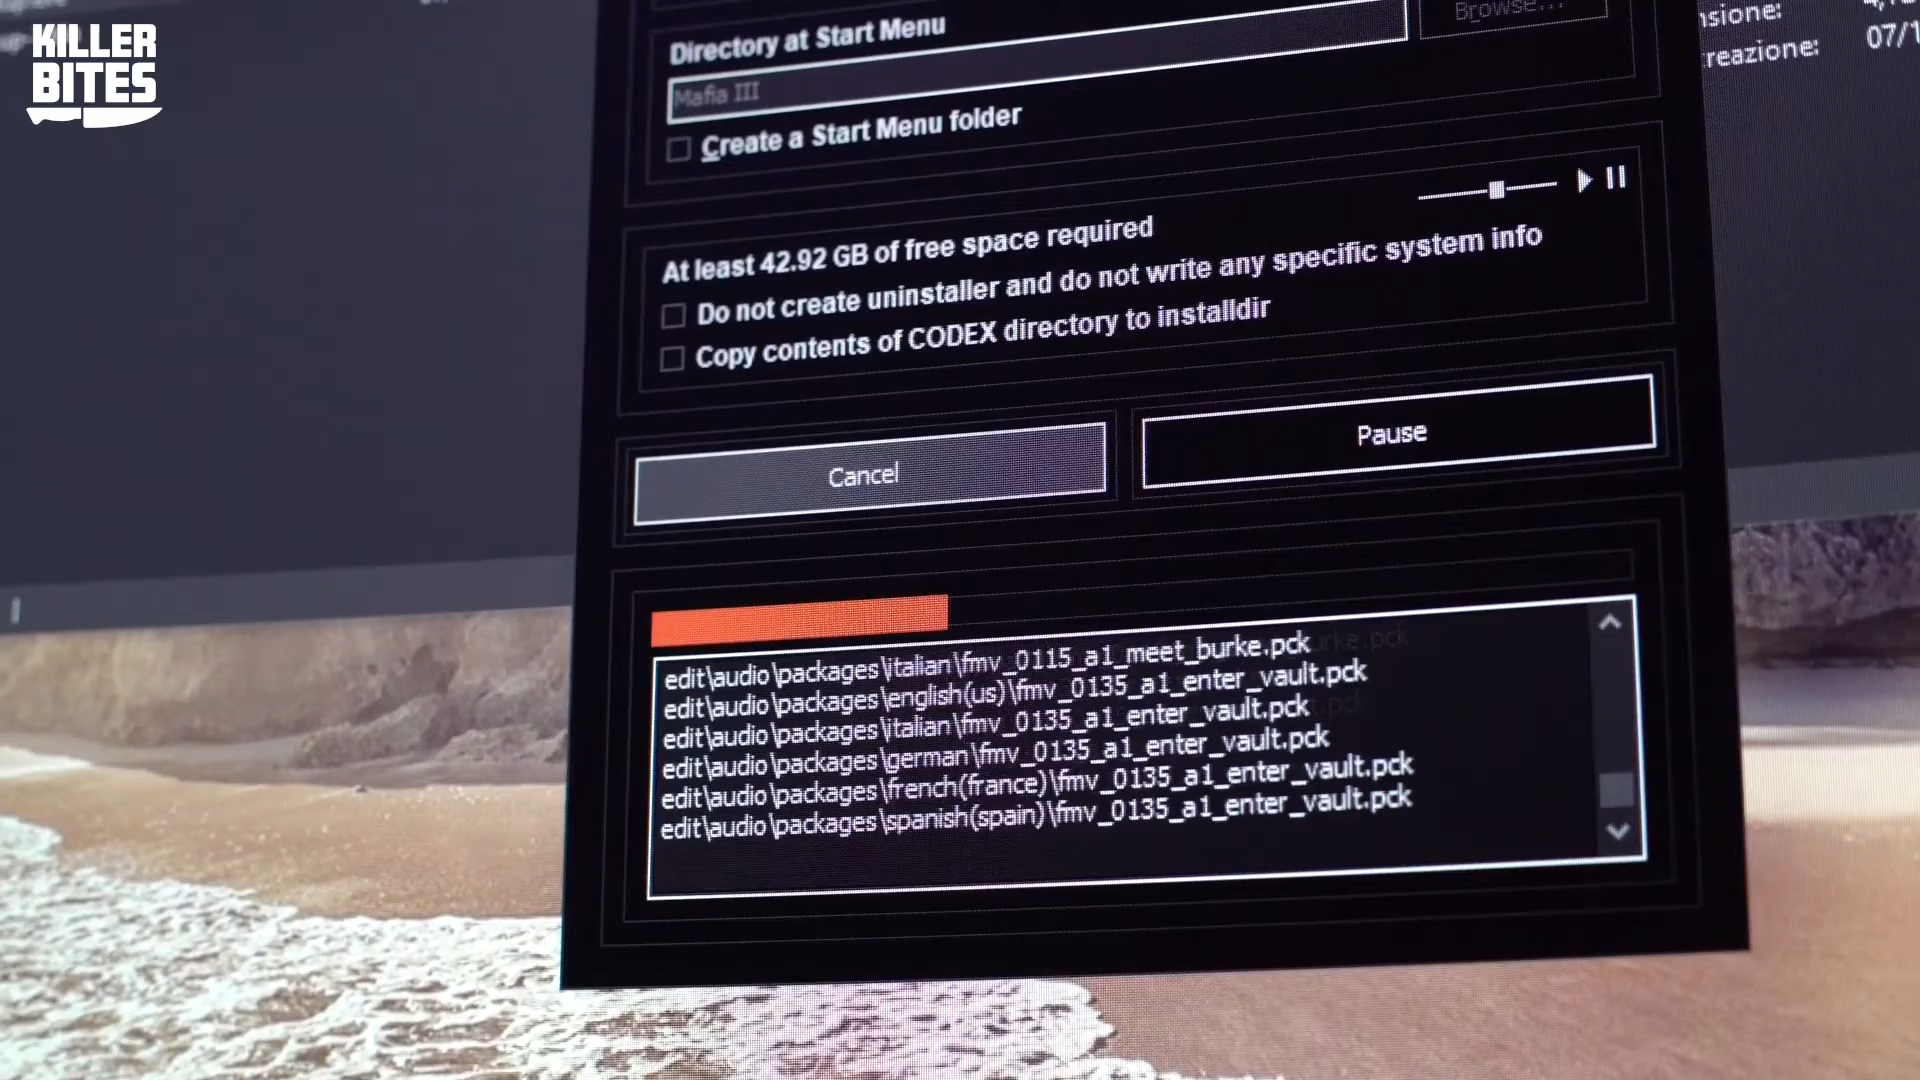 KILLER
BITES
Directory at Start Menu
Browse...
Mafia III
Create a Start Menu folder
reazione:
07/1
At least 42.92 GB of free space required
Do not create uninstaller and do not write any specific system info
Copy contents of CODEX directory to installdir
Cancel
Pause
edit\audio\packages\italian\fmv_0115_a1_meet_burke.pck
edit\audio\packages\english(us)\fmv_0135_a1_enter_vault.pck
edit\audio\packages\italian\fmv_0135_a1_enter_vault.pck
edit\audio\packages\german\fmv_0135_a1_enter_vault.pck
edit\audio\packages\french(france)\fmv_0135_a1_enter_vault.pck
edit\audio\packages\spanish(spain)\fmv_0135_a1_enter_vault.pck